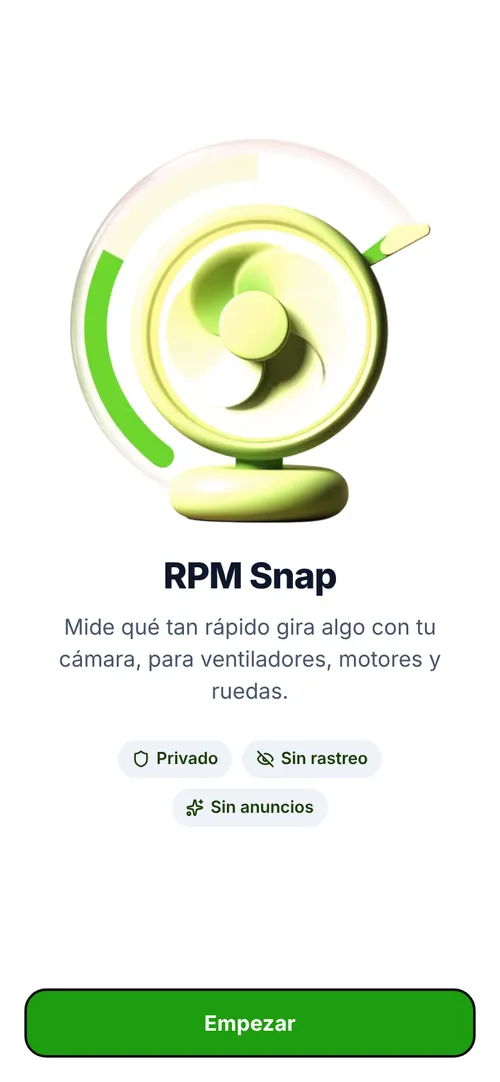 RPM Snap
Mide qué tan rápido gira algo con tu
cámara, para ventiladores, motores y
ruedas.
Privado
Sin rastreo
Sin anuncios
Empezar